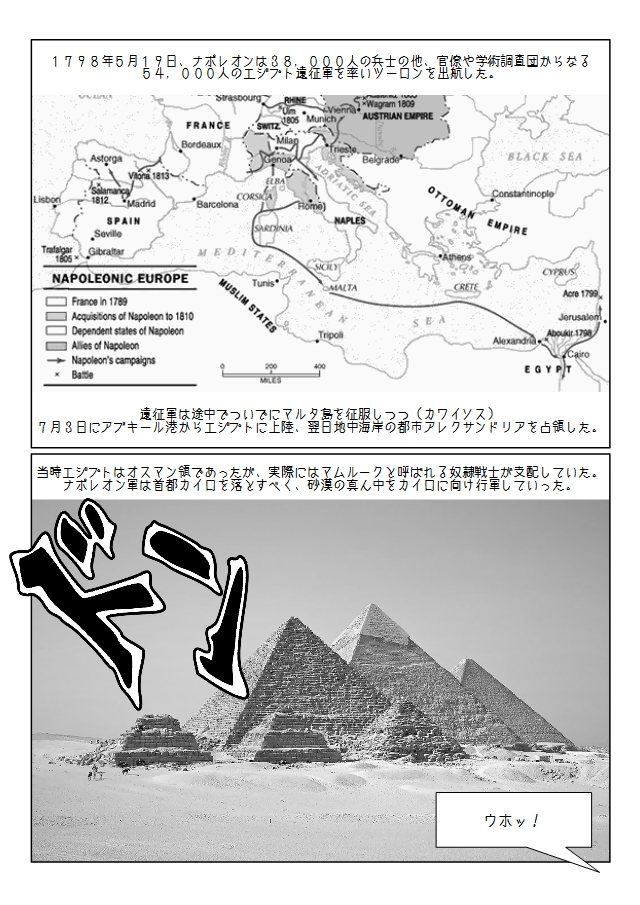 １７９８年５月１９日、ナポレオンは３８，０００人の兵士の他、官僚や学術調査団からなる
５４，０００人のエジプト遠征軍を率いツーロンを出航した。
OCEAN
Strasbourg
RHINE
Ulm
1805
Munich
Vienna
Wagram 1809
AUSTRIAN EMPIRE
FRANCE
SWITZ.
Bordeaux
Milan
Trieste
Belgrade
BLACK SEA
Astorga
Vitoria 1813
Genoa
ELBA
ADRIATIC SEA
Salamanca
1812
Madrid
Barcelona
CORSICA
Rome
Constantinople
OTTOMAN EMPIRE
Lisbon
SPAIN
SARDINIA
NAPLES
Seville
Trafalgar
1805
Gibraltar
MEDITERRANEAN SEA
Athens
SICILY
CYPRUS
NAPOLEONIC EUROPE
Tunis
MALTA
CRETE
Acre 1799
MUSLIM STATES
France in 1789
Acquisitions of Napoleon to 1810
Dependent states of Napoleon
Allies of Napoleon
Napoleon's campaigns
Battle
Tripoli
Jerusalem
Alexandria
Aboukir 1798
Cairo
EGYPT
0 200 400
MILES
遠征軍は途中でついでにマルタ島を征服しつつ（カワイソス）
７月３日にアブキール港からエジプトに上陸、翌日地中海岸の都市アレクサンドリアを占領した。
当時エジプトはオスマン領であったが、実際にはマムルークと呼ばれる奴隷戦士が支配していた。
ナポレオン軍は首都カイロを落とすべく、砂漠の真ん中をカイロに向け行軍していった。
ドン
ウホッ！